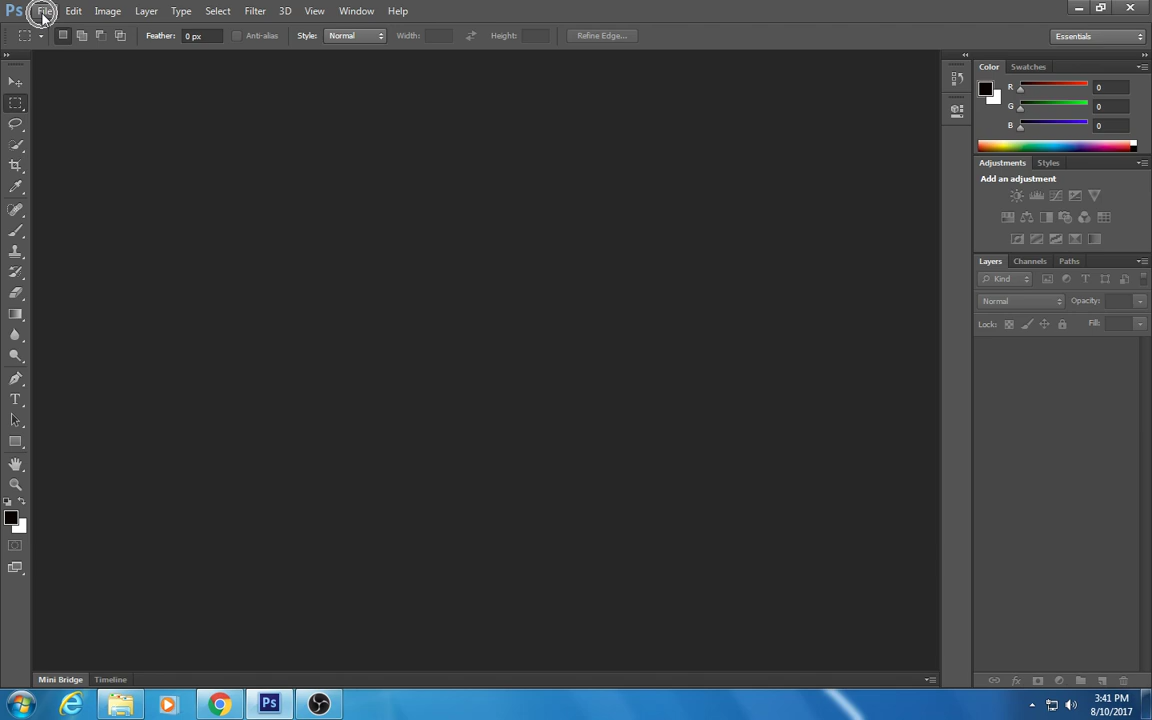 Ps File Edit Image Layer Type Select Filter 3D View Window Help
Feather: 0 px Anti-alias Style: Normal Width: Height: Refine Edge... Essentials
Color Swatches
R 0
G 0
B 0
Adjustments Styles
Add an adjustment
Layers Channels Paths
Kind
Normal Opacity:
Lock: Fill:
Mini Bridge Timeline
Ps
3:41 PM
8/10/2017